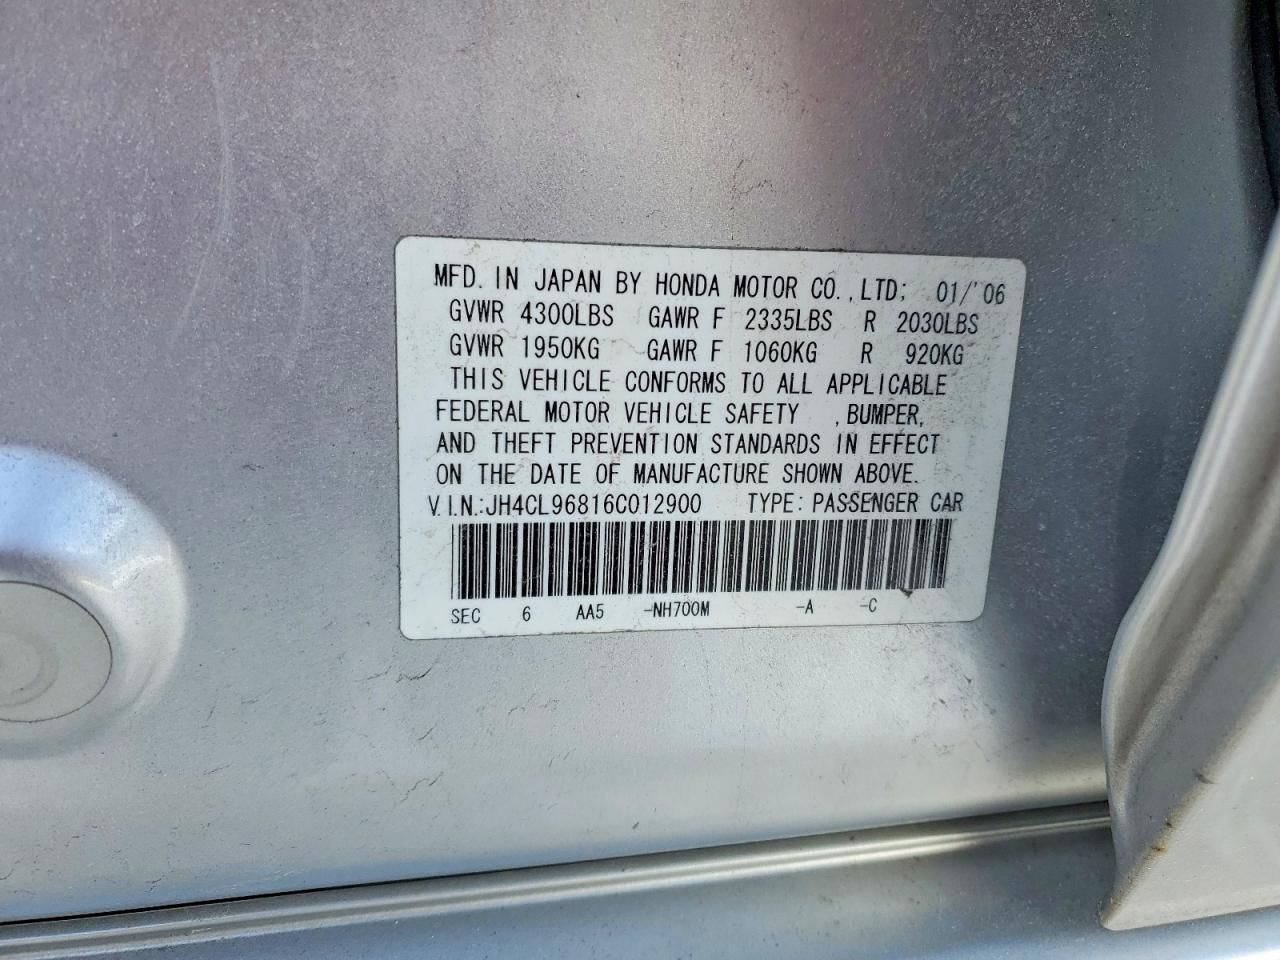 MFD. IN JAPAN BY HONDA MOTOR CO., LTD; 01/'06
GVWR 4300LBS GAWR F 2335LBS R 2030LBS
GVWR 1950KG GAWR F 1060KG R 920KG
THIS VEHICLE CONFORMS TO ALL APPLICABLE
FEDERAL MOTOR VEHICLE SAFETY , BUMPER,
AND THEFT PREVENTION STANDARDS IN EFFECT
ON THE DATE OF MANUFACTURE SHOWN ABOVE.
V.I.N.:JH4CL96816C012900 TYPE: PASSENGER CAR
SEC 6 AA5 -NH700M -A -C